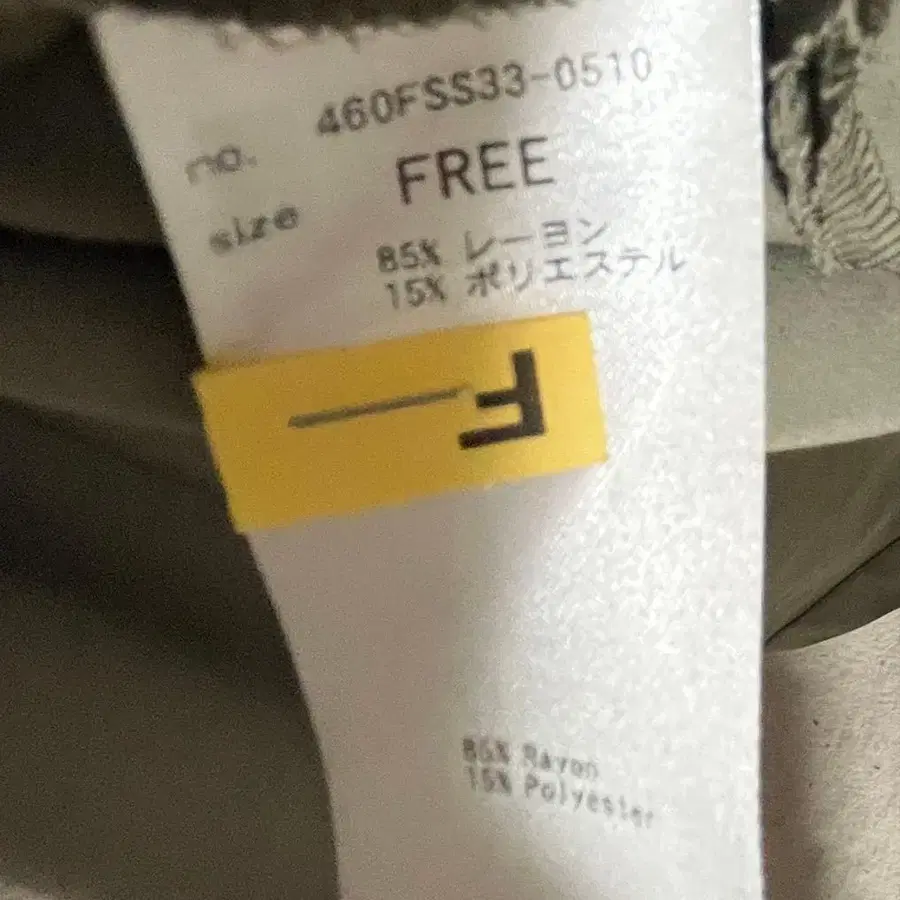 no. 460FSS33-0510
size FREE
85% レーヨン
15% ポリエステル
F
85% Rayon
15% Polyester